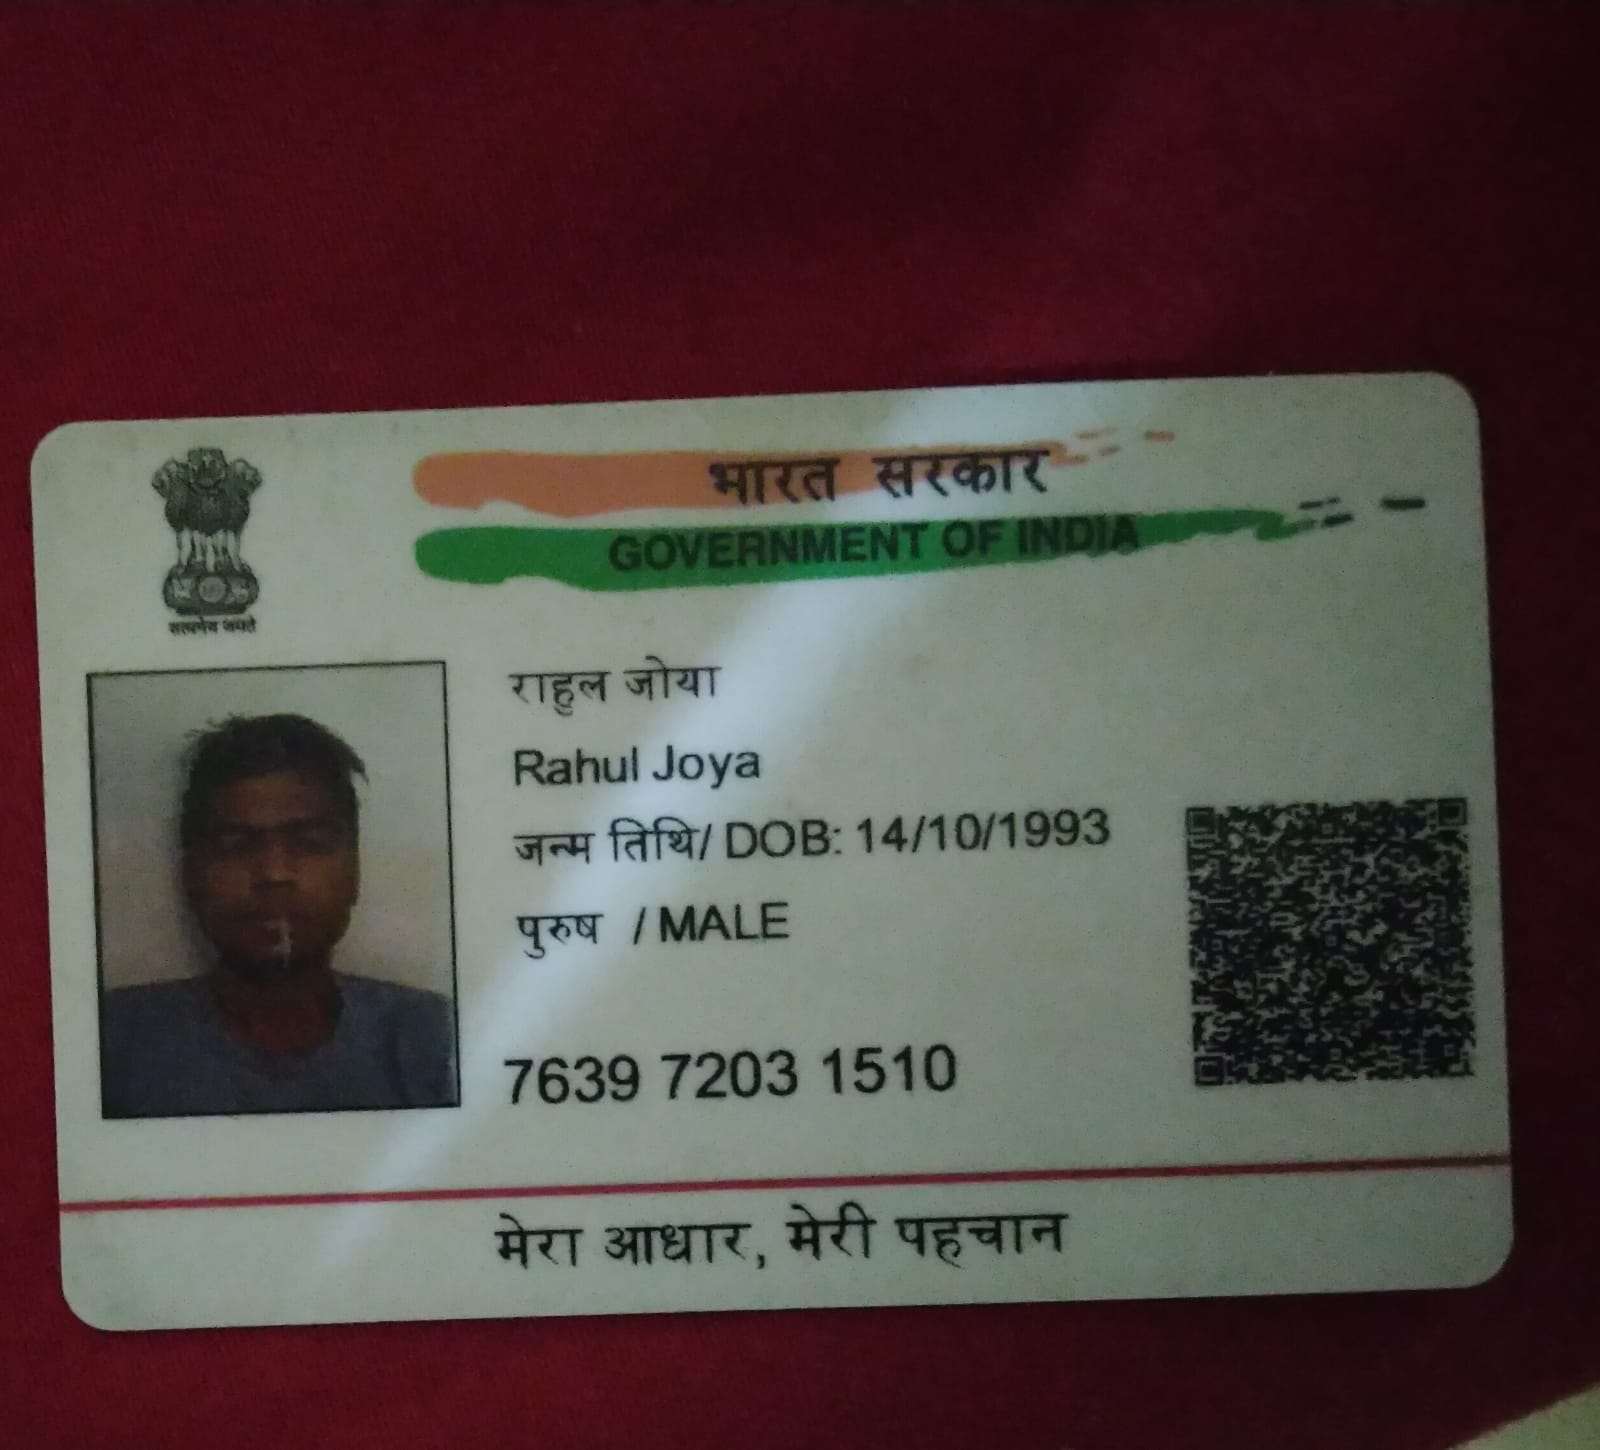 भारत सरकार
GOVERNMENT OF INDIA
सत्यमेव जयते
राहुल जोया
Rahul Joya
जन्म तिथि/ DOB: 14/10/1993
पुरुष / MALE
7639 7203 1510
मेरा आधार, मेरी पहचान